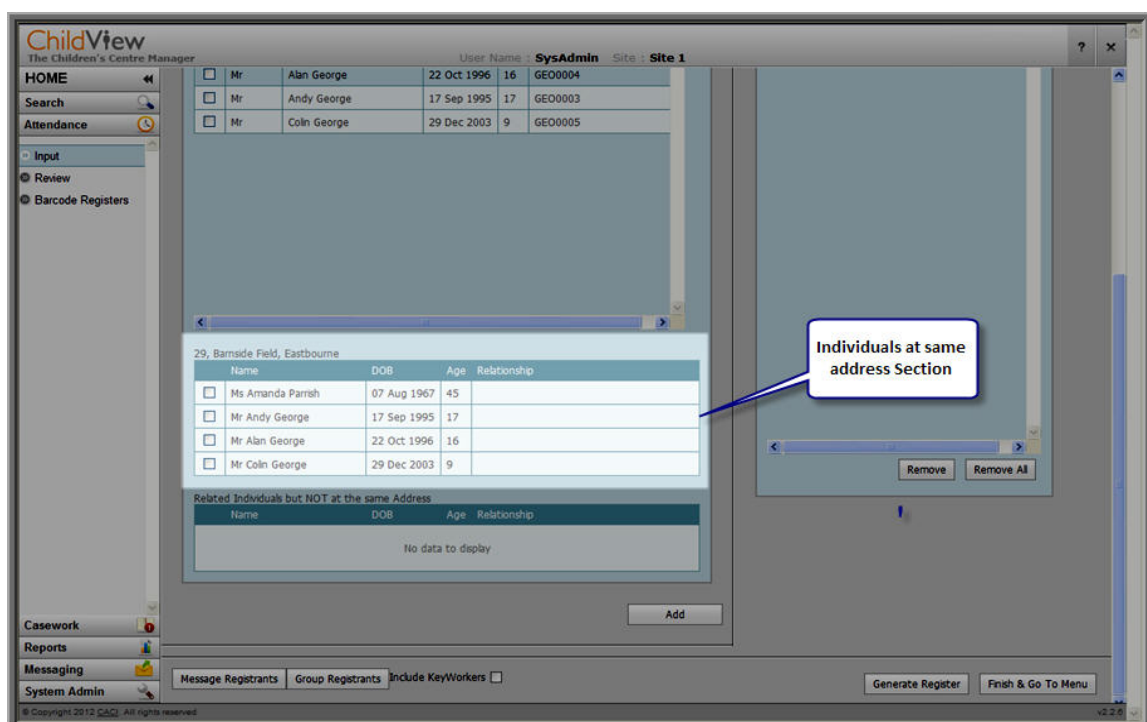 ChildView
The Children's Centre Manager
User Name : SysAdmin Site : Site 1
? ×
HOME
Search
Attendance
Input
Review
Barcode Registers
Mr Alan George 22 Oct 1996 16 GEO0004
Mr Andy George 17 Sep 1995 17 GEO0003
Mr Colin George 29 Dec 2003 9 GEO0005
29, Barnside Field, Eastbourne
Name DOB Age Relationship
Ms Amanda Parrish 07 Aug 1967 45
Mr Andy George 17 Sep 1995 17
Mr Alan George 22 Oct 1996 16
Mr Colin George 29 Dec 2003 9
Individuals at same
address Section
Remove Remove All
Related Individuals but NOT at the same Address
Name DOB Age Relationship
No data to display
Add
Casework
Reports
Messaging
System Admin
Message Registrants Group Registrants Include KeyWorkers
Generate Register Finish & Go To Menu
© Copyright 2012 CACI. All rights reserved
v2.2.6